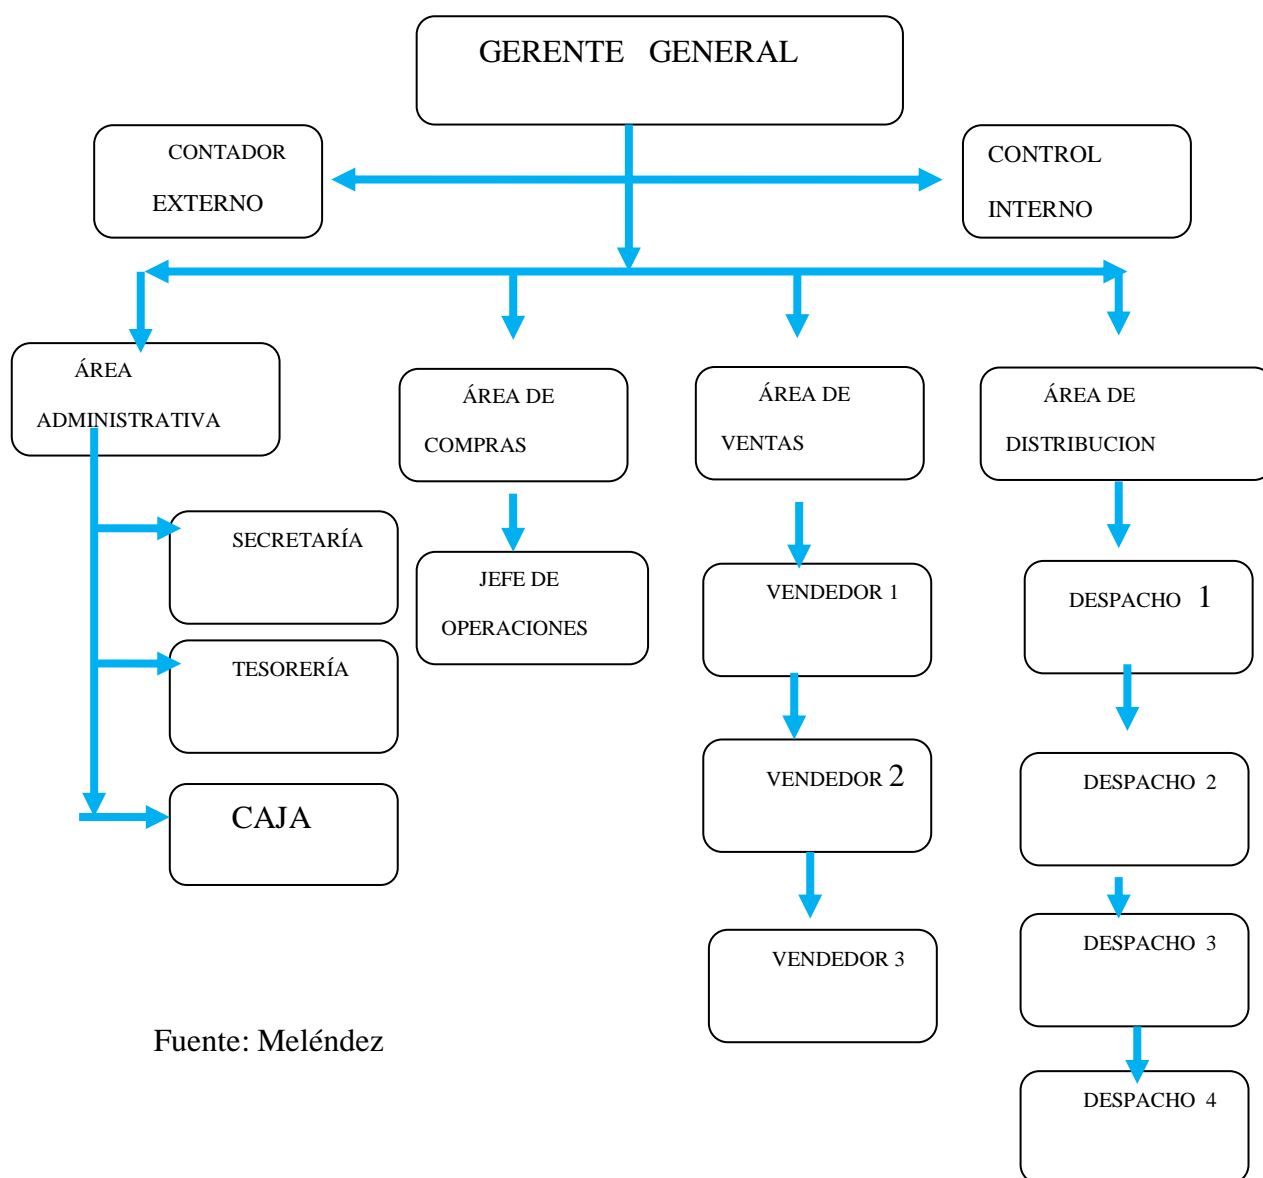 GERENTE GENERAL
CONTADOR
EXTERNO
CONTROL
INTERNO
ÁREA
ADMINISTRATIVA
ÁREA DE
COMPRAS
ÁREA DE
VENTAS
ÁREA DE
DISTRIBUCION
SECRETARÍA
TESORERÍA
CAJA
JEFE DE
OPERACIONES
VENDEDOR 1
VENDEDOR 2
VENDEDOR 3
DESPACHO 1
DESPACHO 2
DESPACHO 3
DESPACHO 4
Fuente: Meléndez